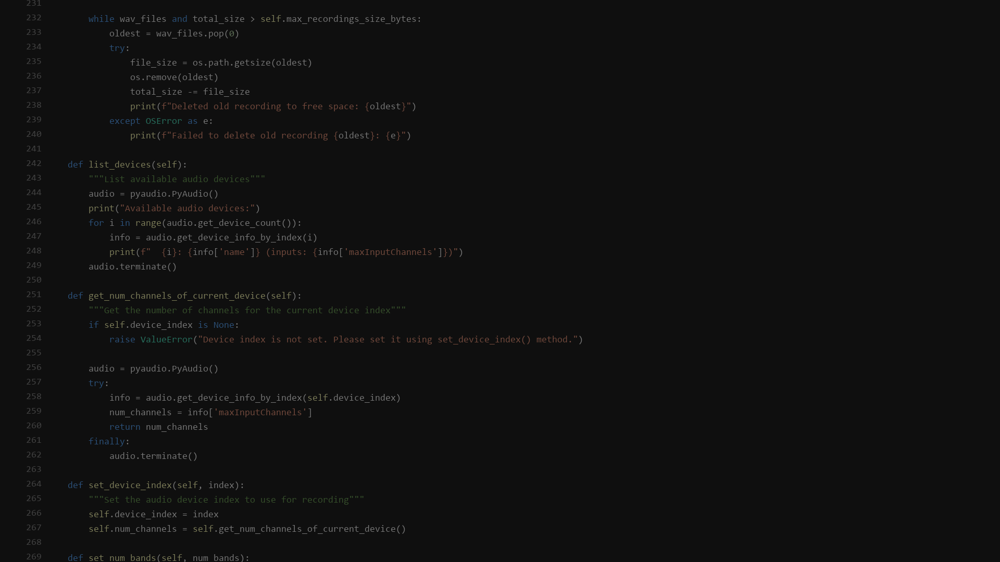 231
232 while wav_files and total_size > self.max_recordings_size_bytes:
233 oldest = wav_files.pop(0)
234 try:
235 file_size = os.path.getsize(oldest)
236 os.remove(oldest)
237 total_size -= file_size
238 print(f"Deleted old recording to free space: {oldest}")
239 except OSError as e:
240 print(f"Failed to delete old recording {oldest}: {e}")
241
242 def list_devices(self):
243 """List available audio devices"""
244 audio = pyaudio.PyAudio()
245 print("Available audio devices:")
246 for i in range(audio.get_device_count()):
247 info = audio.get_device_info_by_index(i)
248 print(f"  {i}: {info['name']} (inputs: {info['maxInputChannels']})")
249 audio.terminate()
250
251 def get_num_channels_of_current_device(self):
252 """Get the number of channels for the current device index"""
253 if self.device_index is None:
254 raise ValueError("Device index is not set. Please set it using set_device_index() method.")
255
256 audio = pyaudio.PyAudio()
257 try:
258 info = audio.get_device_info_by_index(self.device_index)
259 num_channels = info['maxInputChannels']
260 return num_channels
261 finally:
262 audio.terminate()
263
264 def set_device_index(self, index):
265 """Set the audio device index to use for recording"""
266 self.device_index = index
267 self.num_channels = self.get_num_channels_of_current_device()
268
269 def set_num_bands(self, num_bands):